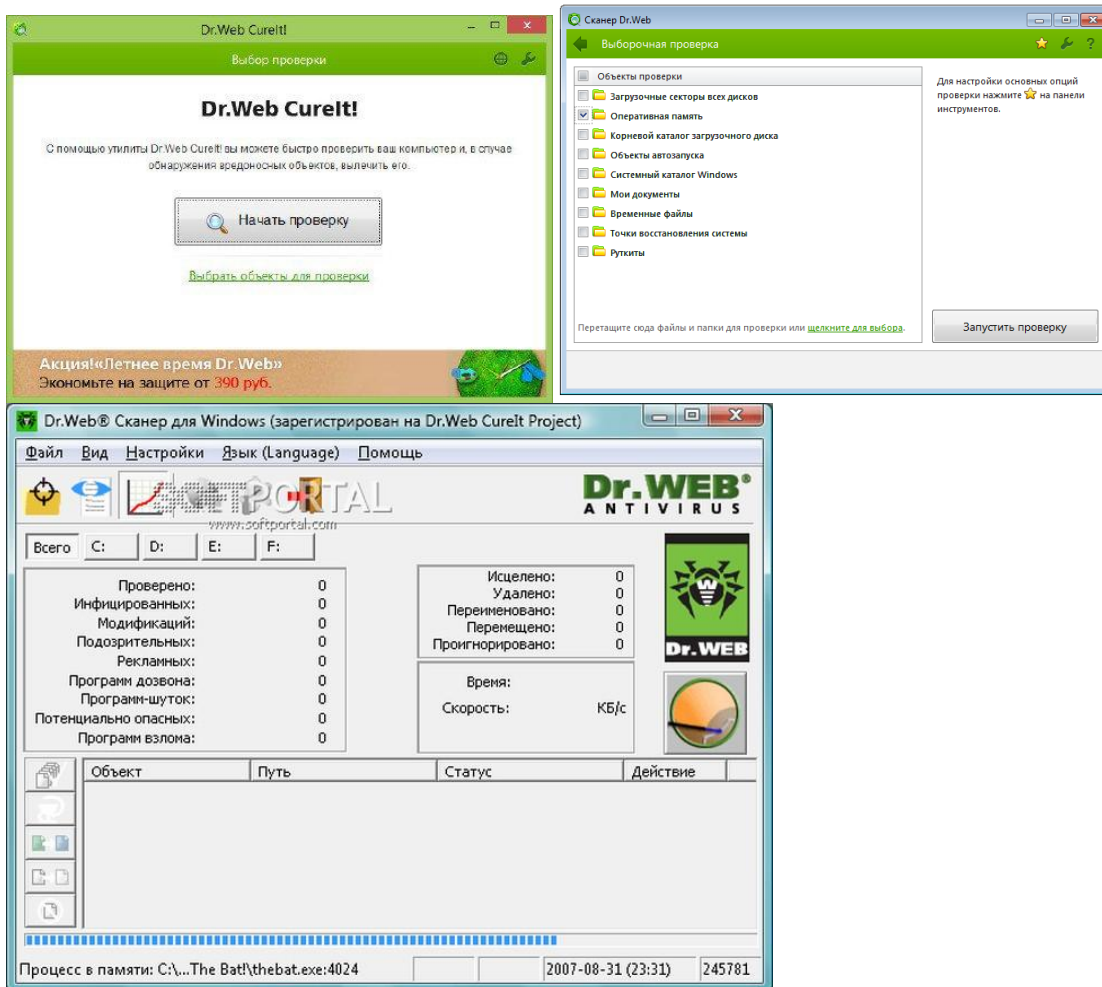 Dr.Web CureIt!
Выбор проверки
Dr.Web CureIt!
С помощью утилиты Dr.Web CureIt! вы можете быстро проверить ваш компьютер и, в случае
обнаружения вредоносных объектов, вылечить его.
Начать проверку
Выбрать объекты для проверки
Акция!«Летнее время Dr.Web»
Экономьте на защите от 390 руб.
Сканер Dr.Web
Выборочная проверка
Объекты проверки
Загрузочные секторы всех дисков
Оперативная память
Корневой каталог загрузочного диска
Объекты автозапуска
Системный каталог Windows
Мои документы
Временные файлы
Точки восстановления системы
Руткиты
Перетащите сюда файлы и папки для проверки или щелкните для выбора.
Для настройки основных опций
проверки нажмите на панели
инструментов.
Запустить проверку
Dr.Web® Сканер для Windows (зарегистрирован на Dr.Web CureIt Project)
Файл Вид Настройки Язык (Language) Помощь
SOFTPORTAL
www.softportal.com
Dr.WEB®
ANTIVIRUS
Всего C: D: E: F:
Проверено: 0
Инфицированных: 0
Модификаций: 0
Подозрительных: 0
Рекламных: 0
Программ дозвона: 0
Программ-шуток: 0
Потенциально опасных: 0
Программ взлома: 0
Исцелено: 0
Удалено: 0
Переименовано: 0
Перемещено: 0
Проигнорировано: 0
Время:
Скорость: КБ/с
Dr.WEB
Объект Путь Статус Действие
Процесс в памяти: C:\...The Bat!\thebat.exe:4024 2007-08-31 (23:31) 245781